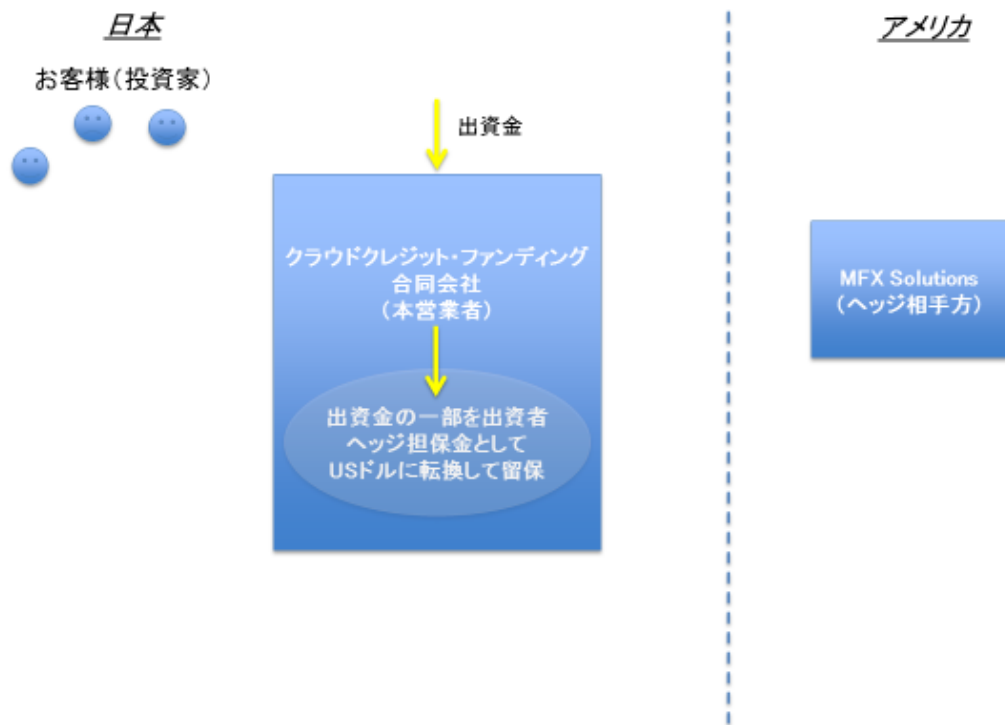 日本
アメリカ
お客様（投資家）
出資金
クラウドクレジット・ファンディング
合同会社
（本営業者）
MFX Solutions
（ヘッジ相手方）
出資金の一部を出資者
ヘッジ担保金として
USドルに転換して留保